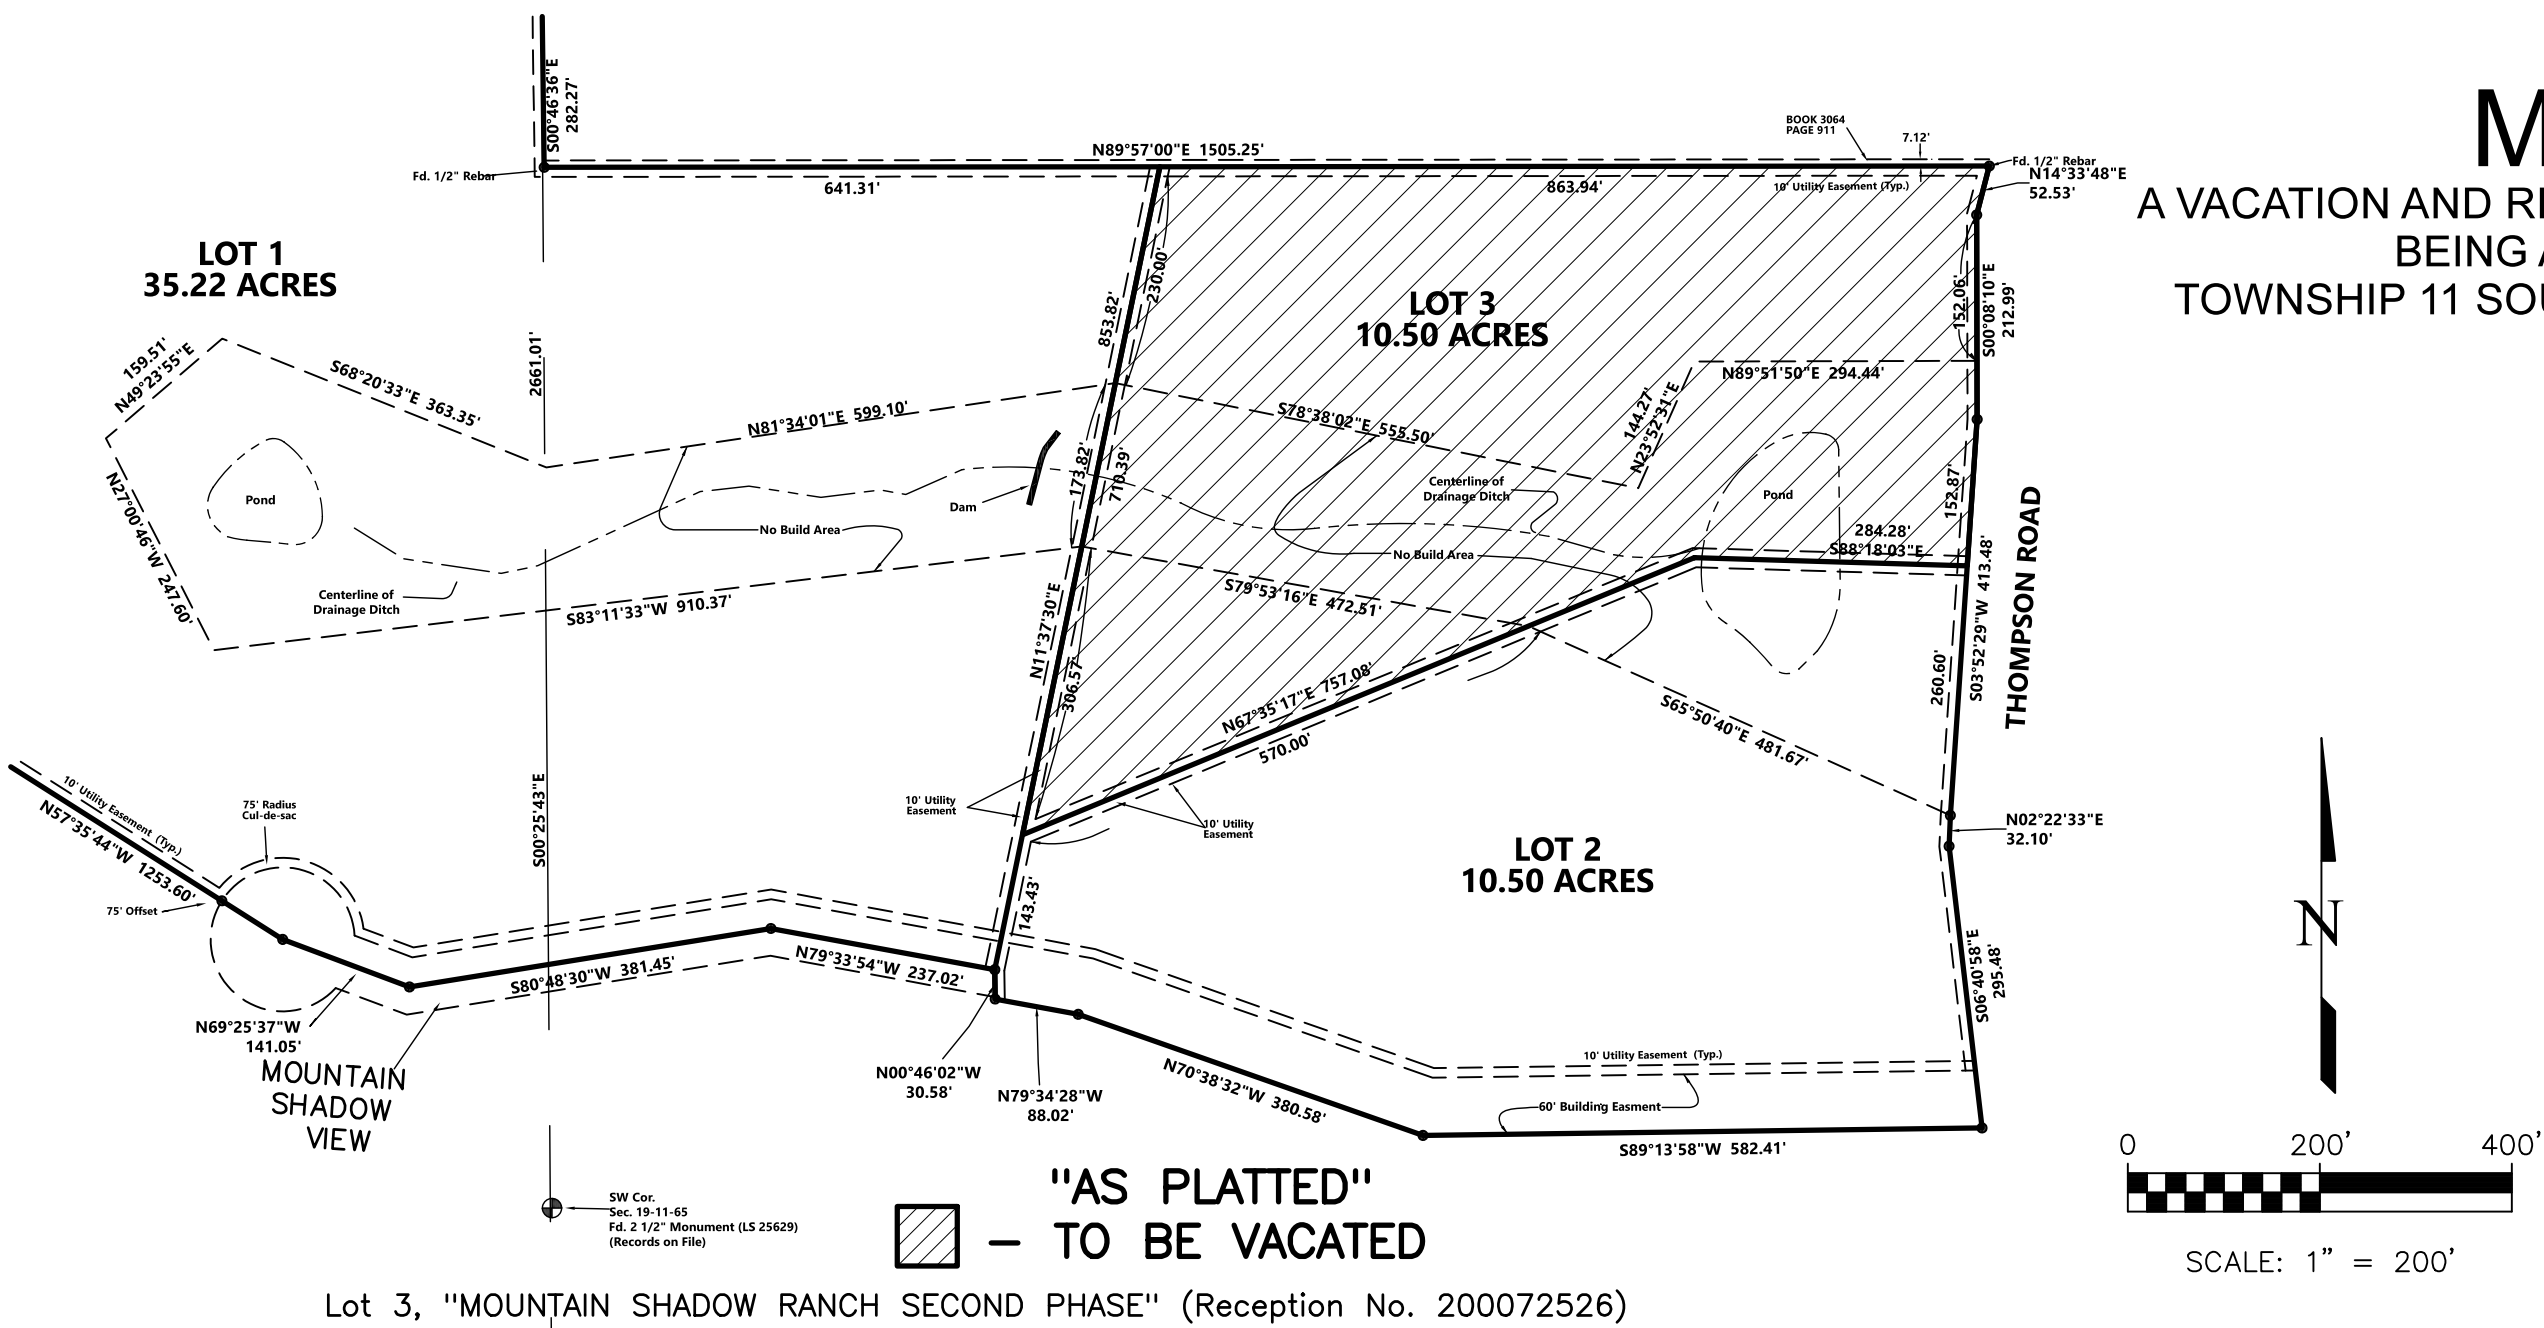 S00°46'36"E
282.27'
N89°57'00"E 1505.25'
BOOK 3064
PAGE 911
7.12'
Fd. 1/2" Rebar
Fd. 1/2" Rebar
N14°33'48"E
52.53'
641.31'
863.94'
10' Utility Easement (Typ.)
M
A VACATION AND
BEING
TOWNSHIP 11
LOT 1
35.22 ACRES
LOT 3
10.50 ACRES
230.00'
853.82'
152.06'
S00°08'10"E
212.99'
159.51'
N49°23'55"E
S68°20'33"E 363.35'
2661.01'
N81°34'01"E 599.10'
S78°38'02"E 555.50'
144.27'
N23°52'31"E
N89°51'50"E 294.44'
173.82'
710.39'
Pond
Dam
No Build Area
Centerline of
Drainage Ditch
No Build Area
Pond
152.87'
284.28'
S88°18'03"E
THOMPSON ROAD
N27°00'46"W 247.60'
Centerline of
Drainage Ditch
S83°11'33"W 910.37'
N11°37'30"E
306.57'
S79°53'16"E 472.51'
S03°52'29"W 413.48'
260.60'
N67°35'17"E 757.08'
570.00'
S65°50'40"E 481.67'
10' Utility Easement (Typ.)
N57°35'44"W 1253.60'
75' Radius
Cul-de-sac
S00°25'43"E
10' Utility
Easement
10' Utility
Easement
N02°22'33"E
32.10'
LOT 2
10.50 ACRES
75' Offset
143.43'
N
S80°48'30"W 381.45'
N79°33'54"W 237.02'
S06°40'58"E
295.48'
N69°25'37"W
141.05'
MOUNTAIN
SHADOW
VIEW
N00°46'02"W
30.58'
N79°34'28"W
88.02'
N70°38'32"W 380.58'
10' Utility Easement (Typ.)
60' Building Easment
S89°13'58"W 582.41'
0 200' 400'
SCALE: 1" = 200'
SW Cor.
Sec. 19-11-65
Fd. 2 1/2" Monument (LS 25629)
(Records on File)
"AS PLATTED"
– TO BE VACATED
Lot 3, "MOUNTAIN SHADOW RANCH SECOND PHASE" (Reception No. 200072526)